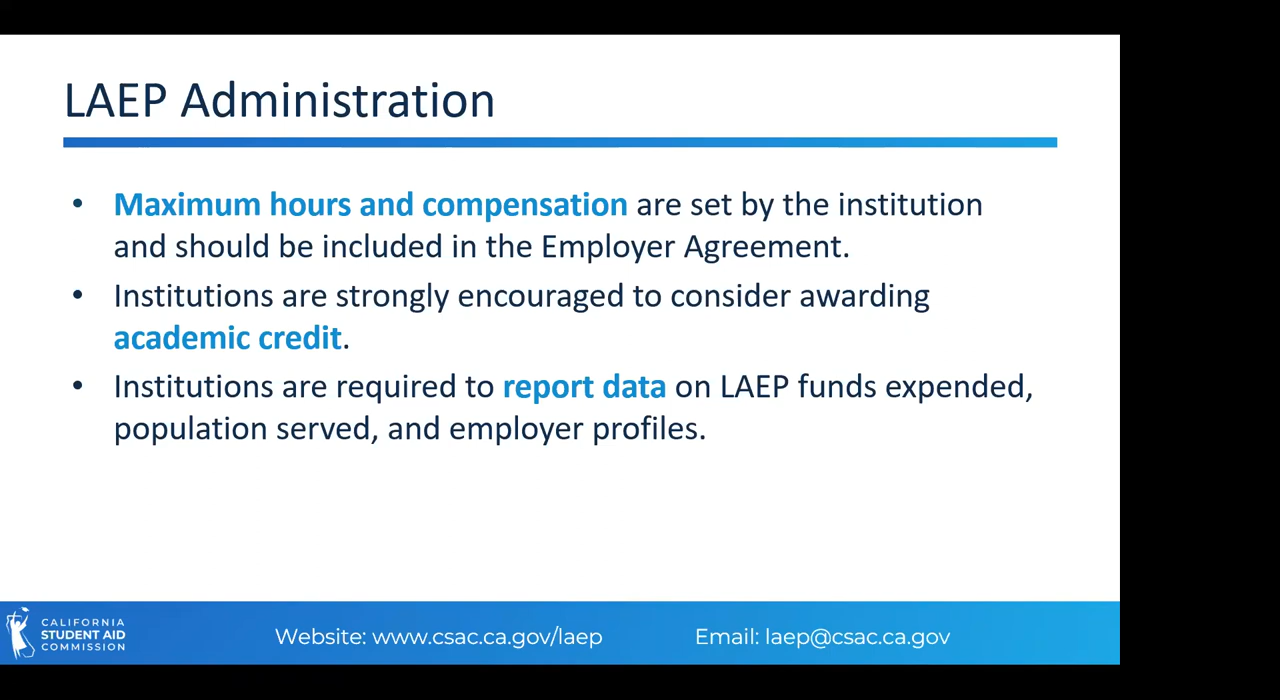 LAEP Administration
• Maximum hours and compensation are set by the institution
and should be included in the Employer Agreement.
• Institutions are strongly encouraged to consider awarding
academic credit.
• Institutions are required to report data on LAEP funds expended,
population served, and employer profiles.
CALIFORNIA
STUDENT AID
COMMISSION
Website: www.csac.ca.gov/laep
Email: laep@csac.ca.gov